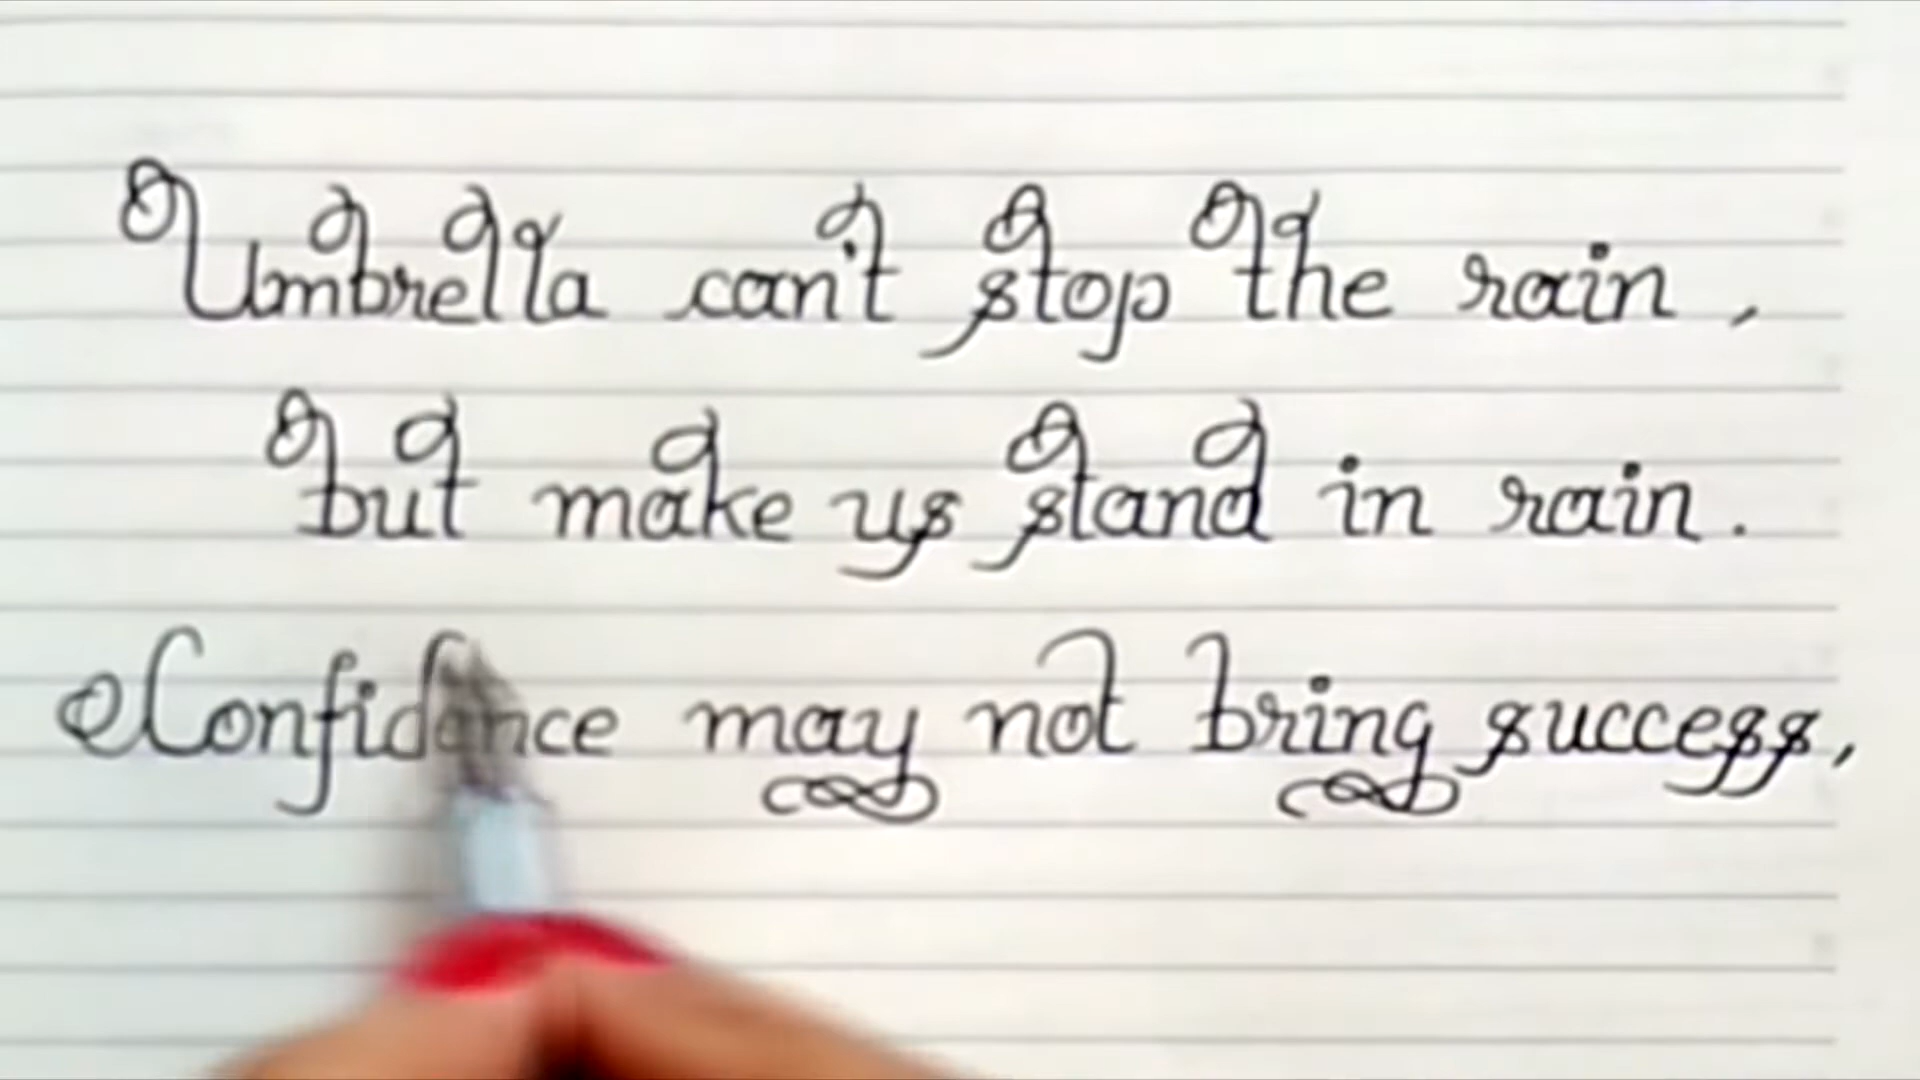 Umbrella can't stop the rain,
but make us stand in rain.
Confidence may not bring success,